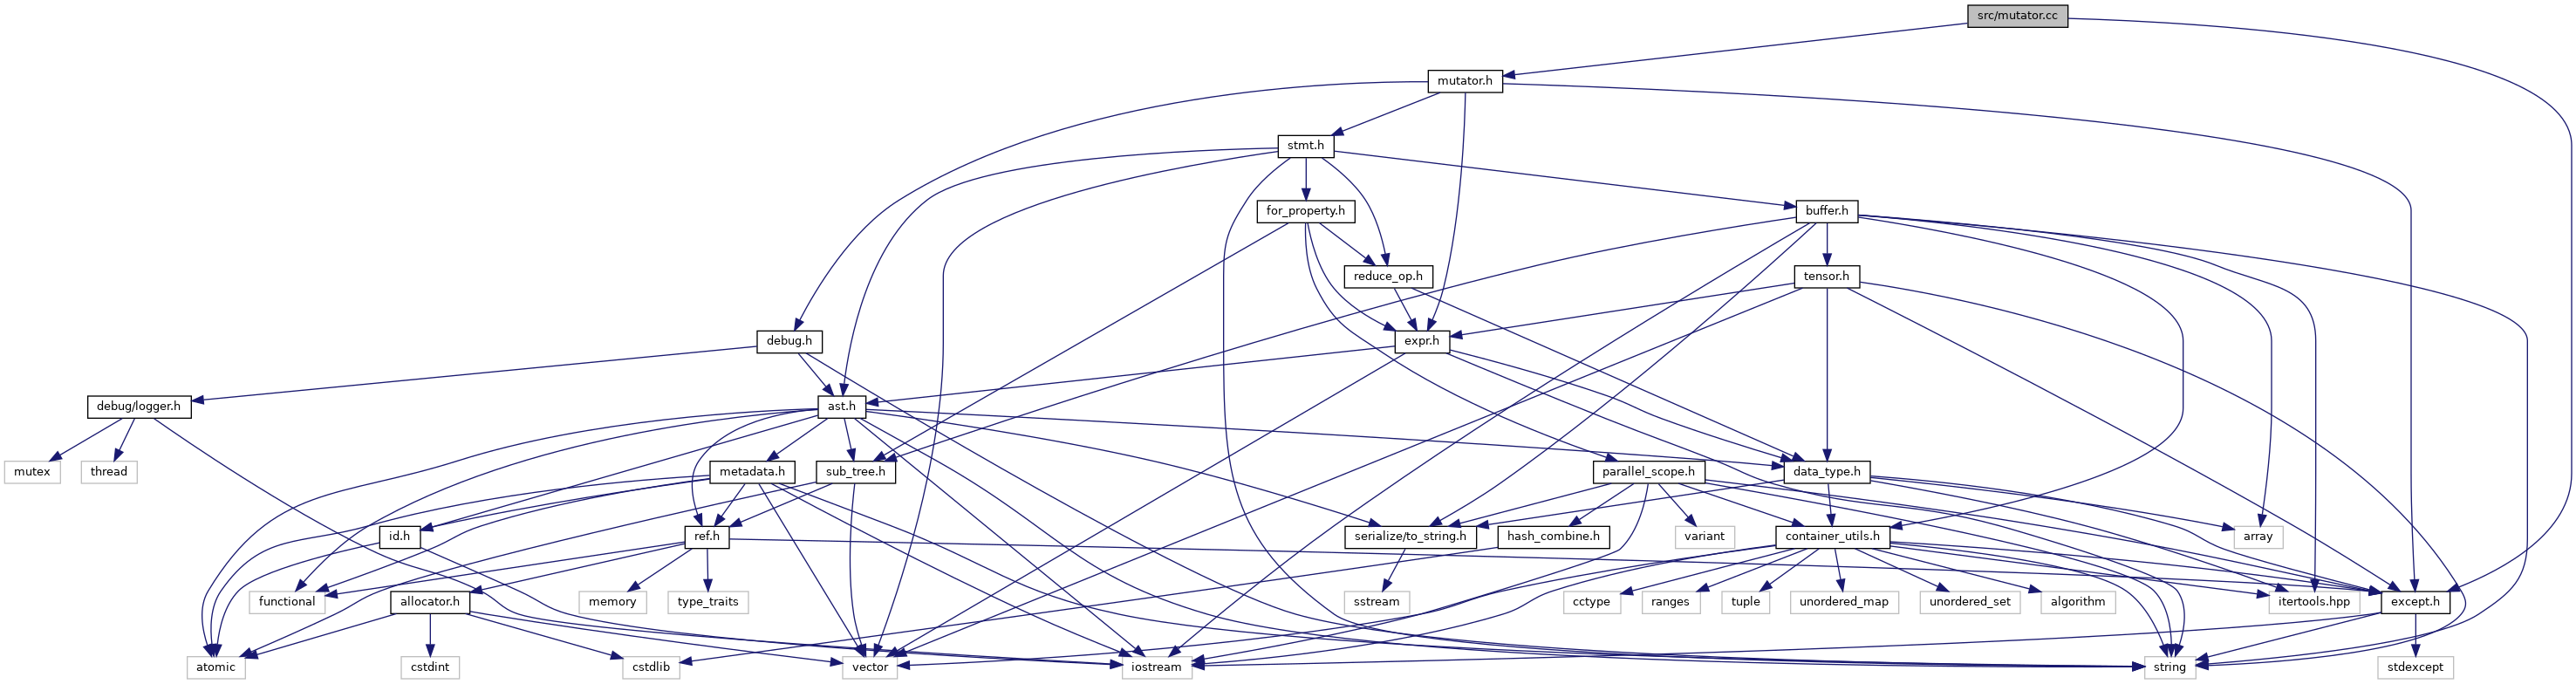 src/mutator.cc
mutator.h
stmt.h
for_property.h
buffer.h
reduce_op.h
tensor.h
debug.h
expr.h
debug/logger.h
ast.h
mutex
thread
metadata.h
sub_tree.h
parallel_scope.h
data_type.h
id.h
ref.h
serialize/to_string.h
hash_combine.h
variant
container_utils.h
array
functional
allocator.h
memory
type_traits
sstream
cctype
ranges
tuple
unordered_map
unordered_set
algorithm
itertools.hpp
except.h
atomic
cstdint
cstdlib
vector
iostream
string
stdexcept